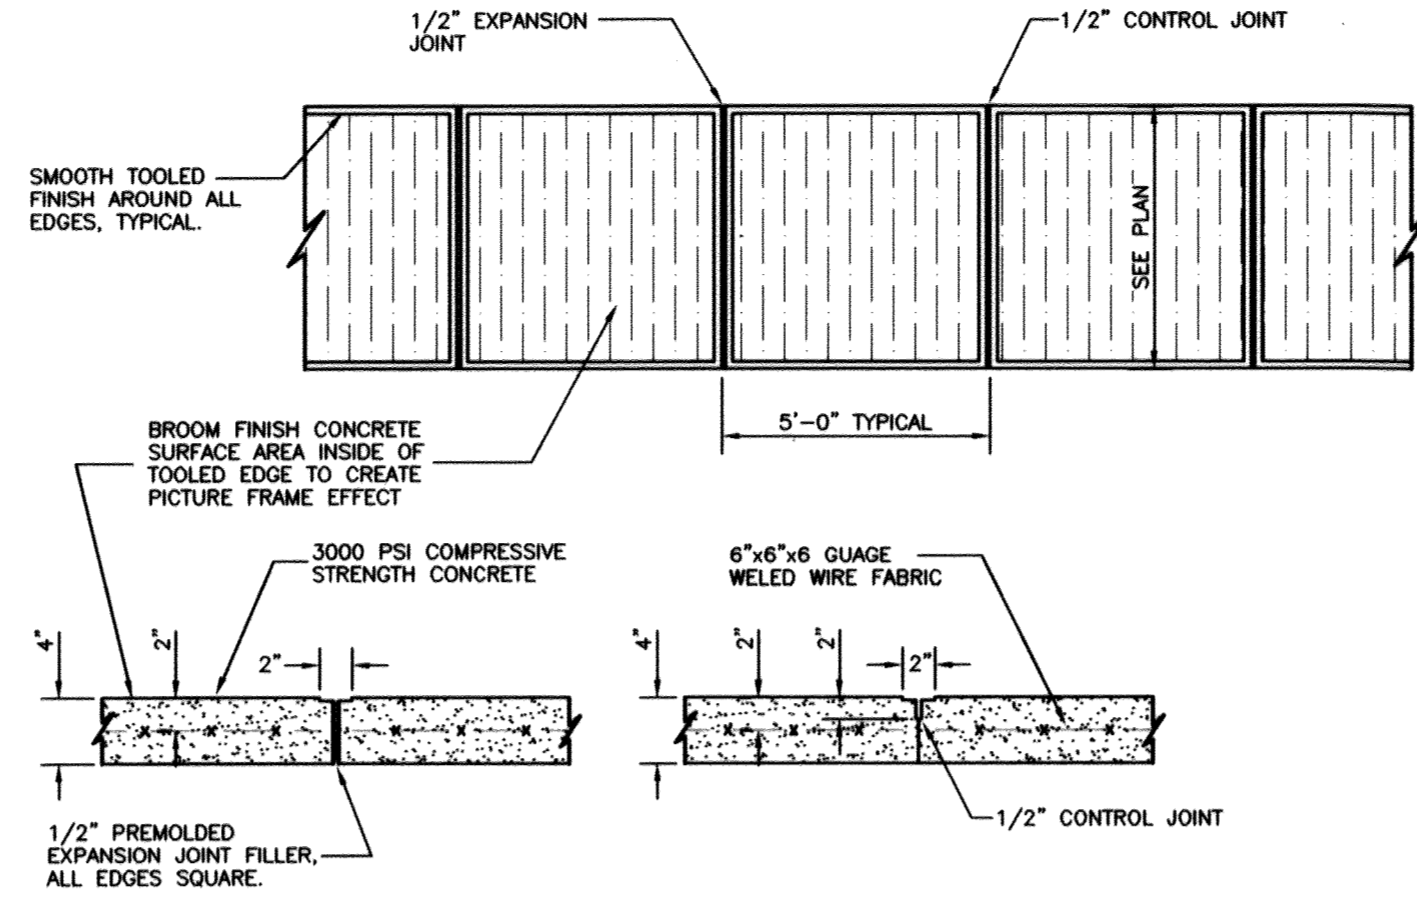 1/2" EXPANSION
JOINT
1/2" CONTROL JOINT
SMOOTH TOOLED
FINISH AROUND ALL
EDGES, TYPICAL.
SEE PLAN
5'-0" TYPICAL
BROOM FINISH CONCRETE
SURFACE AREA INSIDE OF
TOOLED EDGE TO CREATE
PICTURE FRAME EFFECT
3000 PSI COMPRESSIVE
STRENGTH CONCRETE
6"x6"x6 GUAGE
WELED WIRE FABRIC
4"
2"
2"
4"
2"
2"
2"
x x x x x x
x x x x x x
1/2" CONTROL JOINT
1/2" PREMOLDED
EXPANSION JOINT FILLER,
ALL EDGES SQUARE.